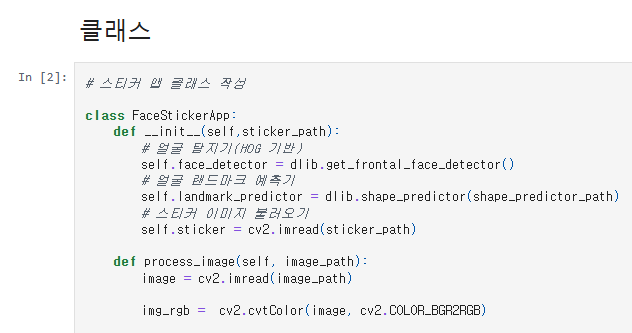 클래스
In [2]:
# 스티커 앱 클래스 작성
class FaceStickerApp:
def __init__(self,sticker_path):
# 얼굴 탐지기(HOG 기반)
self.face_detector = dlib.get_frontal_face_detector()
# 얼굴 랜드마크 예측기
self.landmark_predictor = dlib.shape_predictor(shape_predictor_path)
# 스티커 이미지 불러오기
self.sticker = cv2.imread(sticker_path)
def process_image(self, image_path):
image = cv2.imread(image_path)
img_rgb =  cv2.cvtColor(image, cv2.COLOR_BGR2RGB)